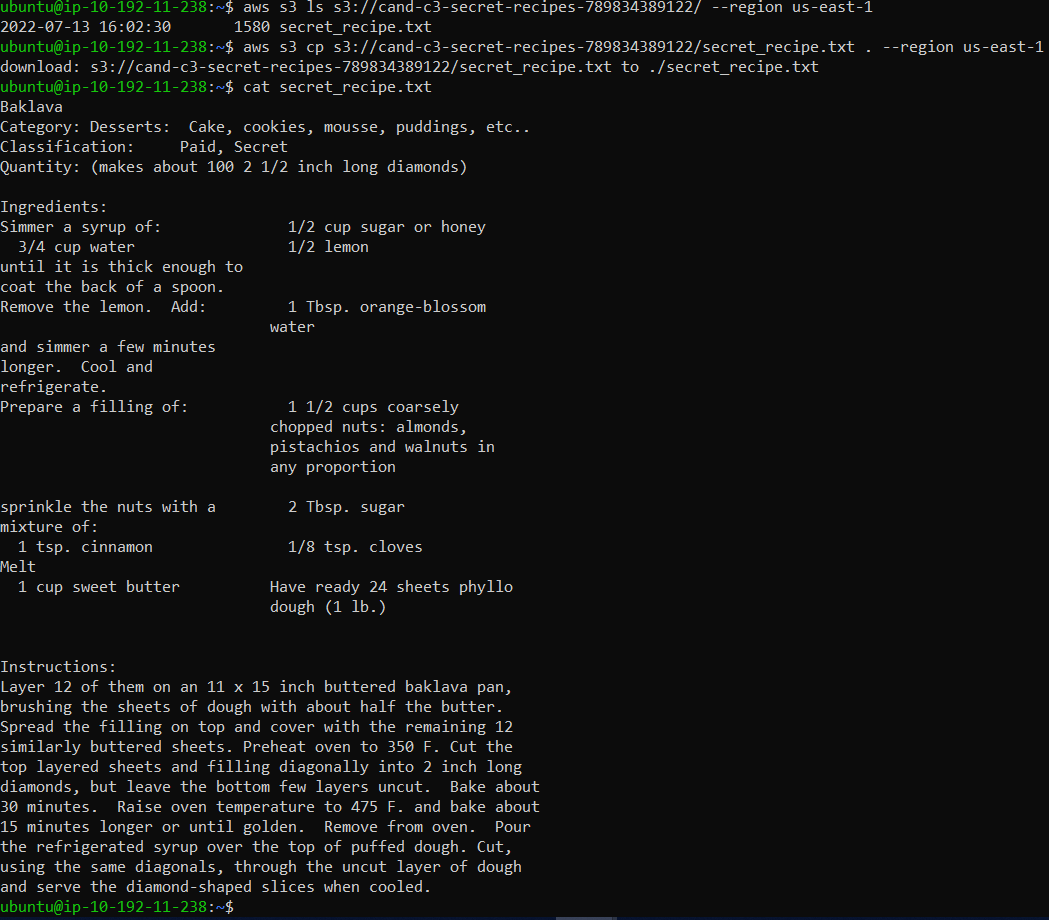 ubuntu@ip-10-192-11-238:~$ aws s3 ls s3://cand-c3-secret-recipes-789834389122/ --region us-east-1
2022-07-13 16:02:30       1580 secret_recipe.txt
ubuntu@ip-10-192-11-238:~$ aws s3 cp s3://cand-c3-secret-recipes-789834389122/secret_recipe.txt . --region us-east-1
download: s3://cand-c3-secret-recipes-789834389122/secret_recipe.txt to ./secret_recipe.txt
ubuntu@ip-10-192-11-238:~$ cat secret_recipe.txt
Baklava
Category: Desserts:  Cake, cookies, mousse, puddings, etc..
Classification:     Paid, Secret
Quantity: (makes about 100 2 1/2 inch long diamonds)

Ingredients:
Simmer a syrup of:              1/2 cup sugar or honey
  3/4 cup water                 1/2 lemon
until it is thick enough to
coat the back of a spoon.
Remove the lemon.  Add:         1 Tbsp. orange-blossom
                              water
and simmer a few minutes
longer.  Cool and
refrigerate.
Prepare a filling of:           1 1/2 cups coarsely
                              chopped nuts: almonds,
                              pistachios and walnuts in
                              any proportion

sprinkle the nuts with a        2 Tbsp. sugar
mixture of:
  1 tsp. cinnamon               1/8 tsp. cloves
Melt
  1 cup sweet butter          Have ready 24 sheets phyllo
                              dough (1 lb.)

Instructions:
Layer 12 of them on an 11 x 15 inch buttered baklava pan,
brushing the sheets of dough with about half the butter.
Spread the filling on top and cover with the remaining 12
similarly buttered sheets. Preheat oven to 350 F. Cut the
top layered sheets and filling diagonally into 2 inch long
diamonds, but leave the bottom few layers uncut.  Bake about
30 minutes.  Raise oven temperature to 475 F. and bake about
15 minutes longer or until golden.  Remove from oven.  Pour
the refrigerated syrup over the top of puffed dough. Cut,
using the same diagonals, through the uncut layer of dough
and serve the diamond-shaped slices when cooled.
ubuntu@ip-10-192-11-238:~$